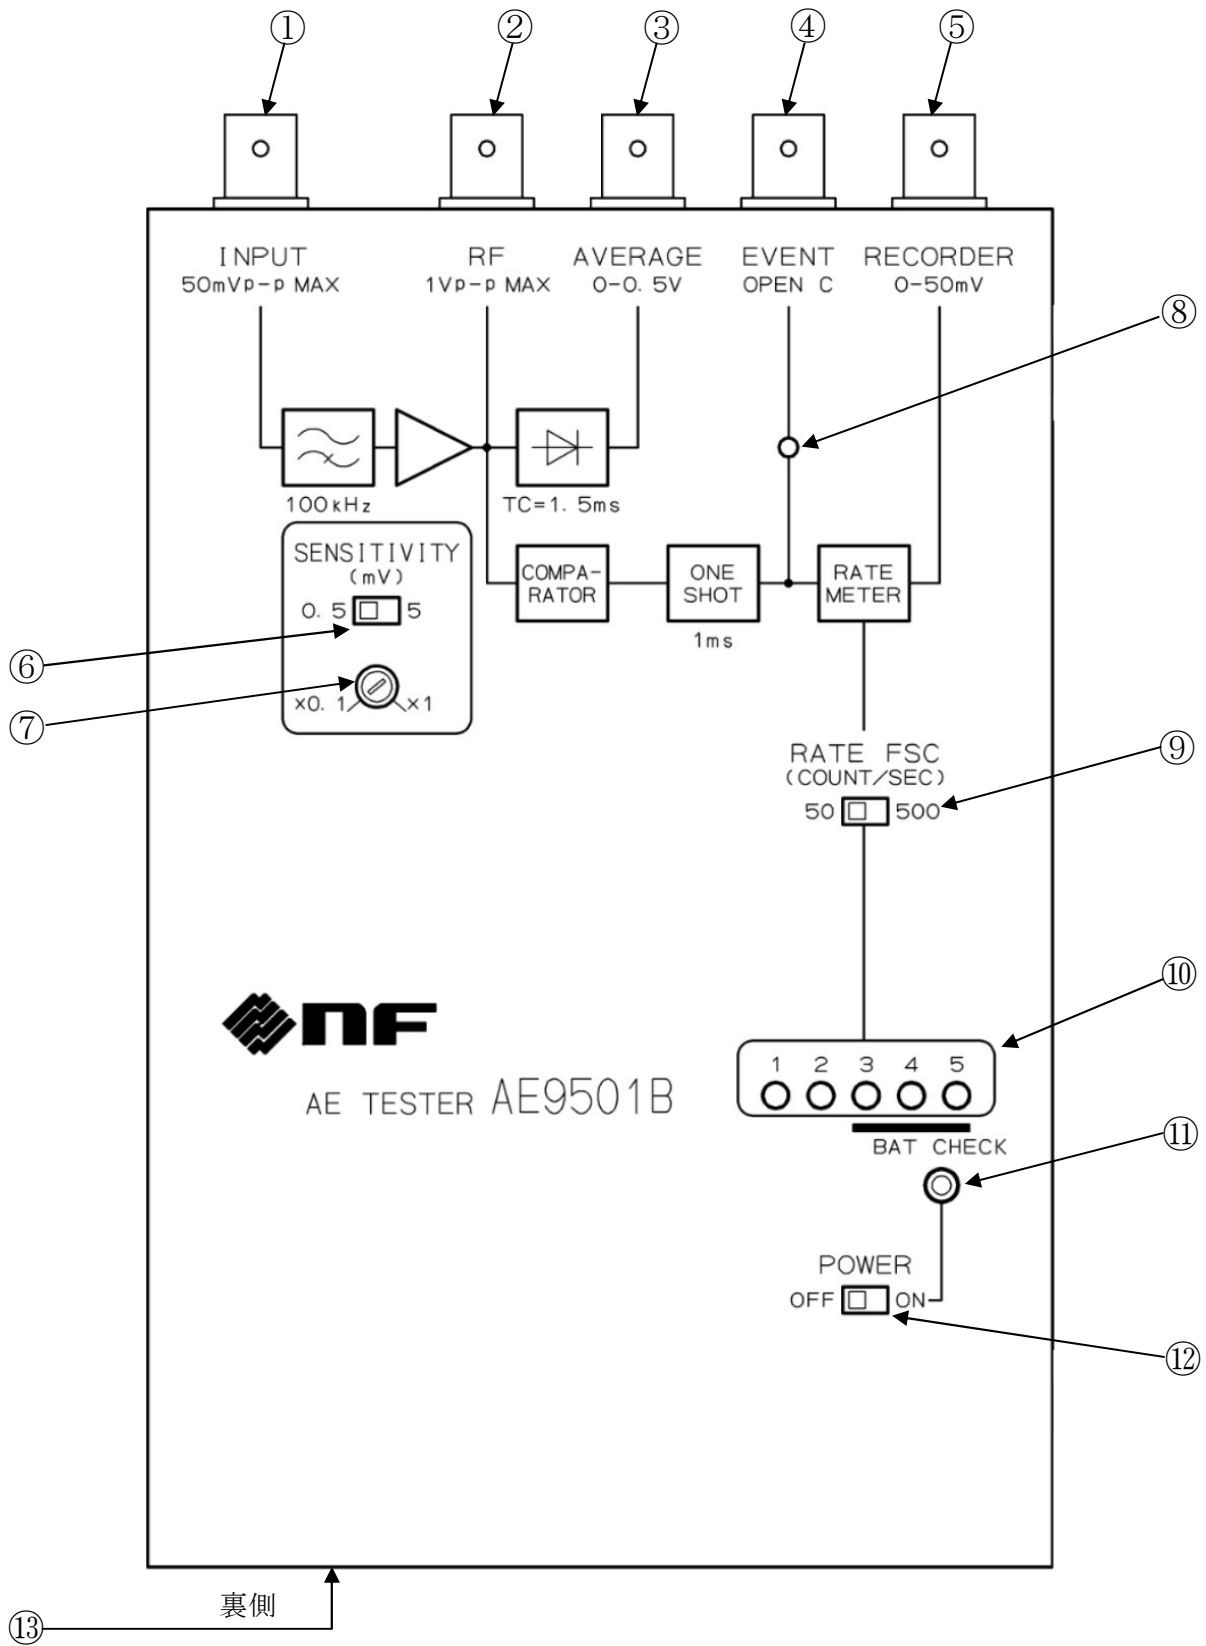 ① ② ③ ④ ⑤
INPUT RF AVERAGE EVENT RECORDER
50mVp-p MAX 1Vp-p MAX 0-0.5V OPEN C 0-50mV
⑧
100kHz TC=1.5ms
SENSITIVITY
(mV)
0.5 5
⑥
×0.1 ×1
⑦
COMPA-
RATOR
ONE
SHOT
1ms
RATE
METER
RATE FSC
(COUNT/SEC)
50 500
⑨
nF
AE TESTER AE9501B
⑩
1 2 3 4 5
BAT CHECK
⑪
POWER
OFF ON
⑫
裏側
⑬